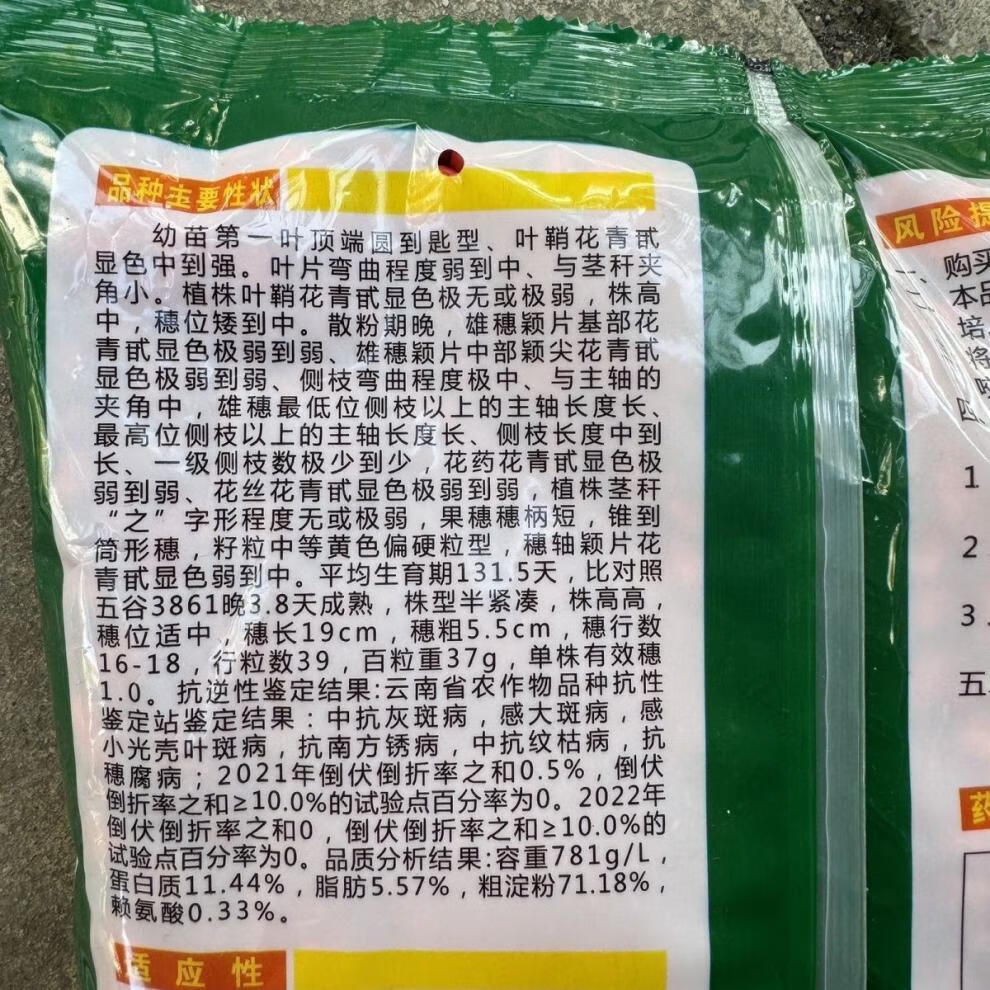 品种主要性状
幼苗第一叶顶端圆到匙型、叶鞘花青甙
显色中到强。叶片弯曲程度弱到中、与茎秆夹
角小。植株叶鞘花青甙显色极无或极弱，株高
中，穗位矮到中。散粉期晚，雄穗颖片基部花
青甙显色极弱到弱、雄穗颖片中部颖尖花青甙
显色极弱到弱、侧枝弯曲程度极中、与主轴的
夹角中，雄穗最低位侧枝以上的主轴长度长、
最高位侧枝以上的主轴长度长、侧枝长度中到
长、一级侧枝数极少到少，花药花青甙显色极
弱到弱、花丝花青甙显色极弱到弱，植株茎秆
“之”字形程度无或极弱，果穗穗柄短，锥到
筒形穗，籽粒中等黄色偏硬粒型，穗轴颖片花
青甙显色弱到中。平均生育期131.5天，比对照
五谷3861晚3.8天成熟，株型半紧凑，株高高，
穗位适中，穗长19cm，穗粗5.5cm，穗行数
16-18，行粒数39，百粒重37g，单株有效穗
1.0。抗逆性鉴定结果:云南省农作物品种抗性
鉴定站鉴定结果：中抗灰斑病，感大斑病，感
小光壳叶斑病，抗南方锈病，中抗纹枯病，抗
穗腐病；2021年倒伏倒折率之和0.5%，倒伏
倒折率之和≥10.0%的试验点百分率为0。2022年
倒伏倒折率之和0，倒伏倒折率之和≥10.0%的
试验点百分率为0。品质分析结果:容重781g/L，
蛋白质11.44%，脂肪5.57%，粗淀粉71.18%，
赖氨酸0.33%。
适应性
风险提
一、购买
二、本品
培
将
四
1
2
3.
五
药